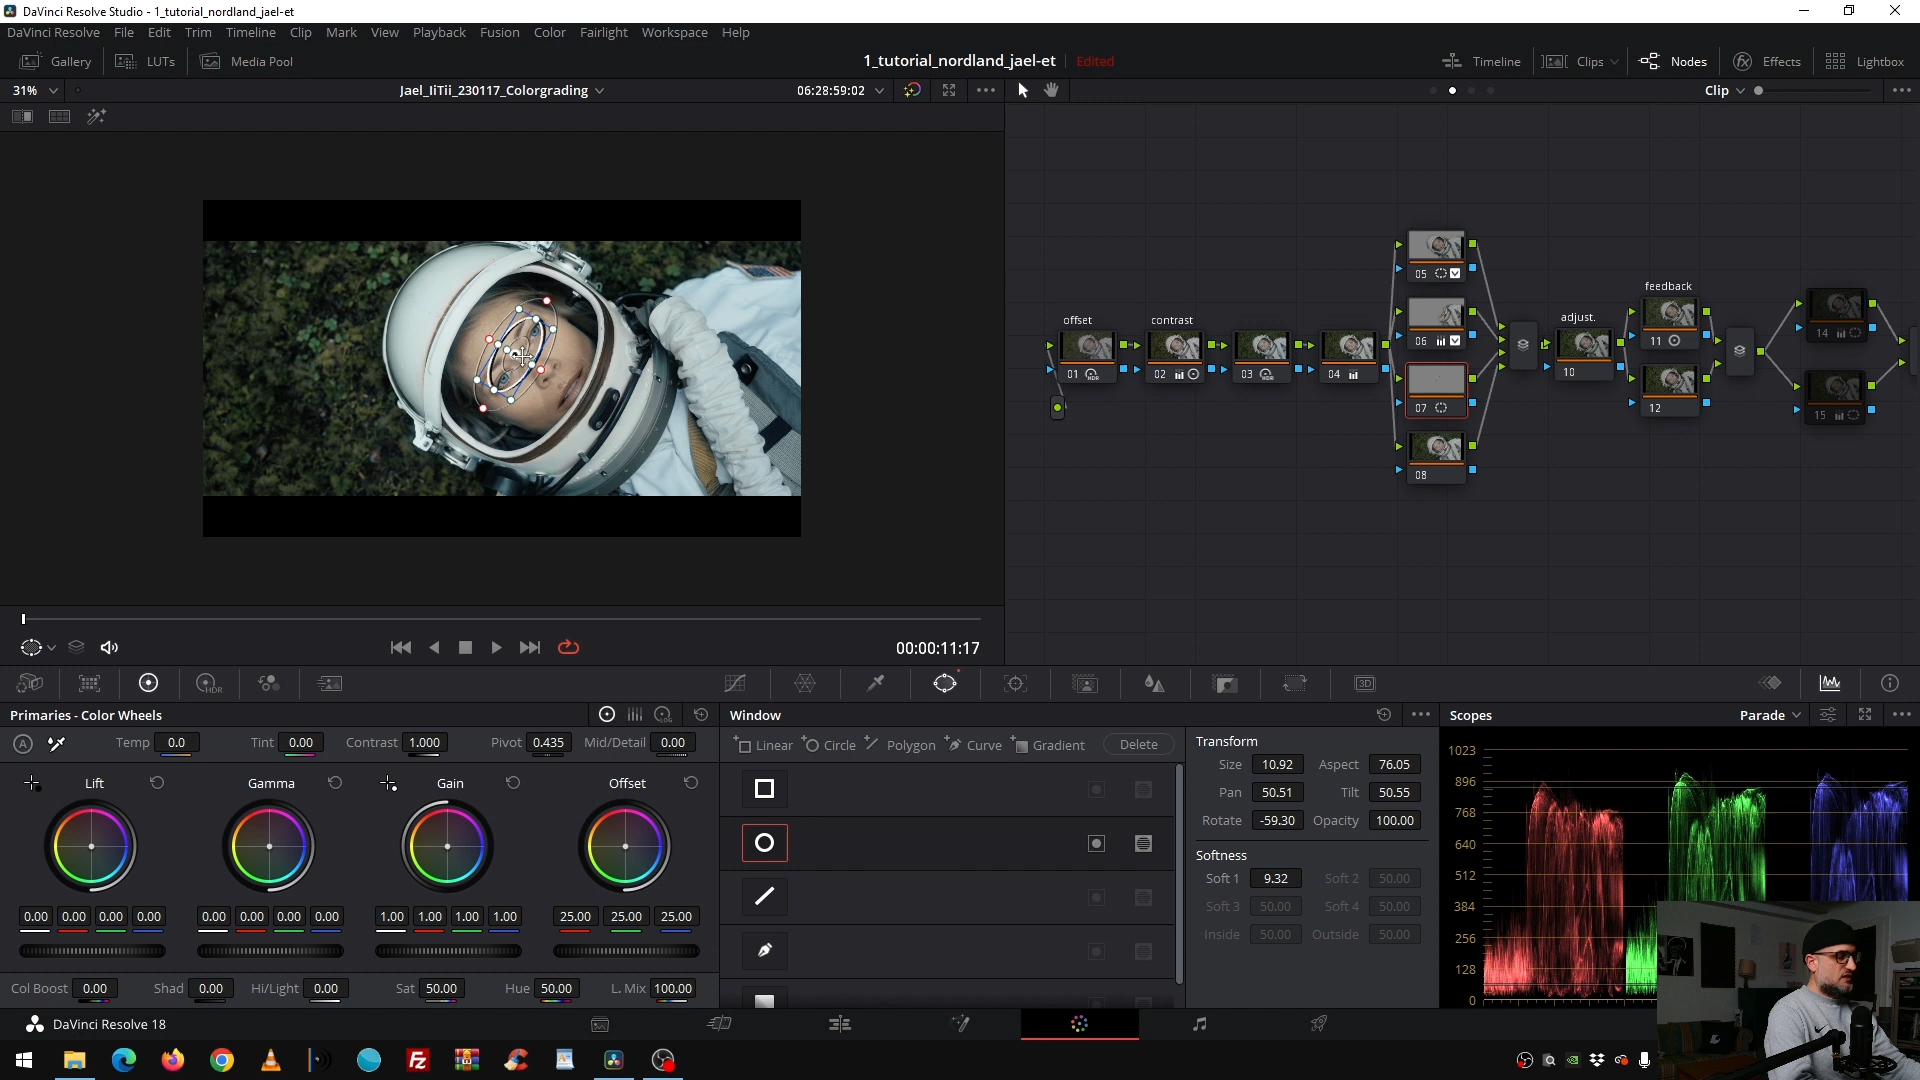 DaVinci Resolve Studio - 1_tutorial_nordland_jael-et
DaVinci Resolve File Edit Trim Timeline Clip Mark View Playback Fusion Color Fairlight Workspace Help
Gallery LUTs Media Pool 1_tutorial_nordland_jael-et Edited Timeline Clips Nodes Effects Lightbox
31% Jael_IiTii_230117_Colorgrading 06:28:59:02 Clip
05
feedback
offset contrast 06 adjust. 11 14
01 HDR 02 03 HDR 04 10
07 12 15
08
00:00:11:17
HDR 3D
Primaries - Color Wheels LOG Window Scopes Parade
A Temp 0.0 Tint 0.00 Contrast 1.000 Pivot 0.435 Mid/Detail 0.00 Linear Circle Polygon Curve Gradient Delete Transform
1023
Size 10.92 Aspect 76.05
Lift Gamma Gain Offset 896
Pan 50.51 Tilt 50.55
768
Rotate -59.30 Opacity 100.00
640
Softness
512
Soft 1 9.32 Soft 2 50.00
384
Soft 3 50.00 Soft 4 50.00
0.00 0.00 0.00 0.00 0.00 0.00 0.00 0.00 1.00 1.00 1.00 1.00 25.00 25.00 25.00
256
Inside 50.00 Outside 50.00
128
Col Boost 0.00 Shad 0.00 Hi/Light 0.00 Sat 50.00 Hue 50.00 L. Mix 100.00
0
DaVinci Resolve 18
FZ